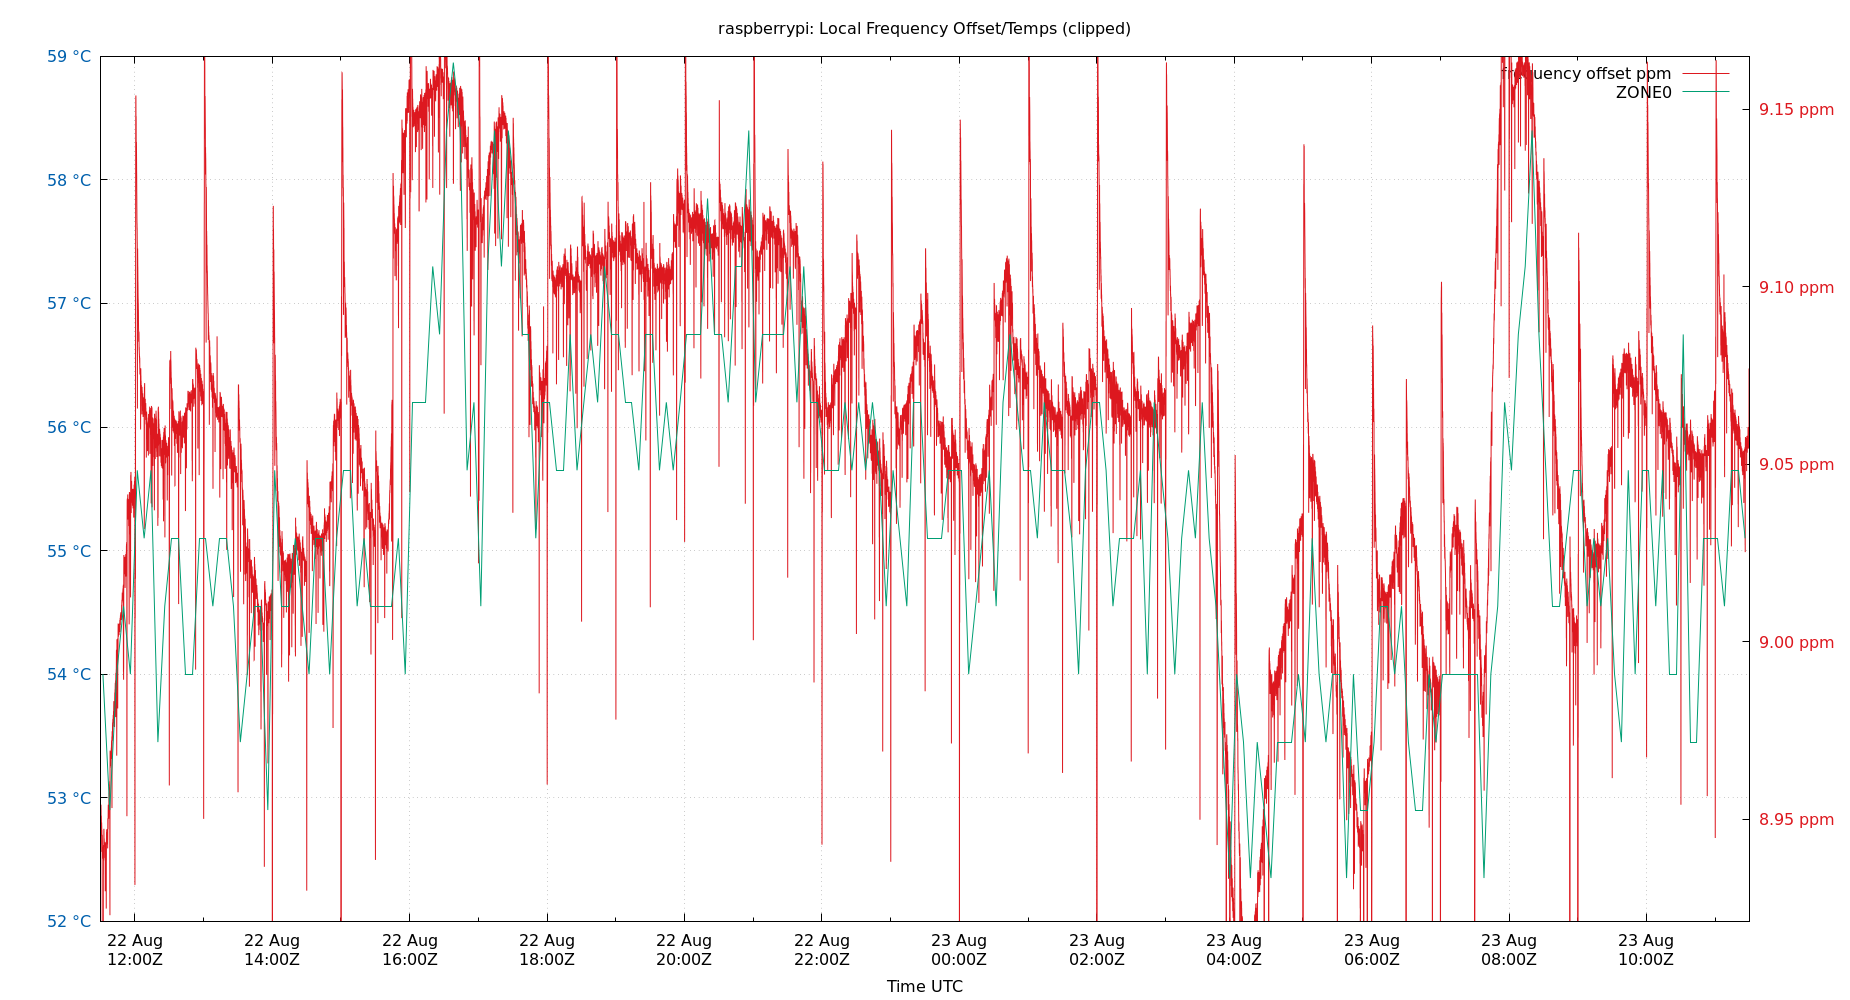 raspberrypi: Local Frequency Offset/Temps (clipped)
59 °C
58 °C
57 °C
56 °C
55 °C
54 °C
53 °C
52 °C
frequency offset ppm
ZONE0
9.15 ppm
9.10 ppm
9.05 ppm
9.00 ppm
8.95 ppm
22 Aug 22 Aug 22 Aug 22 Aug 22 Aug 22 Aug 23 Aug 23 Aug 23 Aug 23 Aug 23 Aug 23 Aug
12:00Z 14:00Z 16:00Z 18:00Z 20:00Z 22:00Z 00:00Z 02:00Z 04:00Z 06:00Z 08:00Z 10:00Z
Time UTC